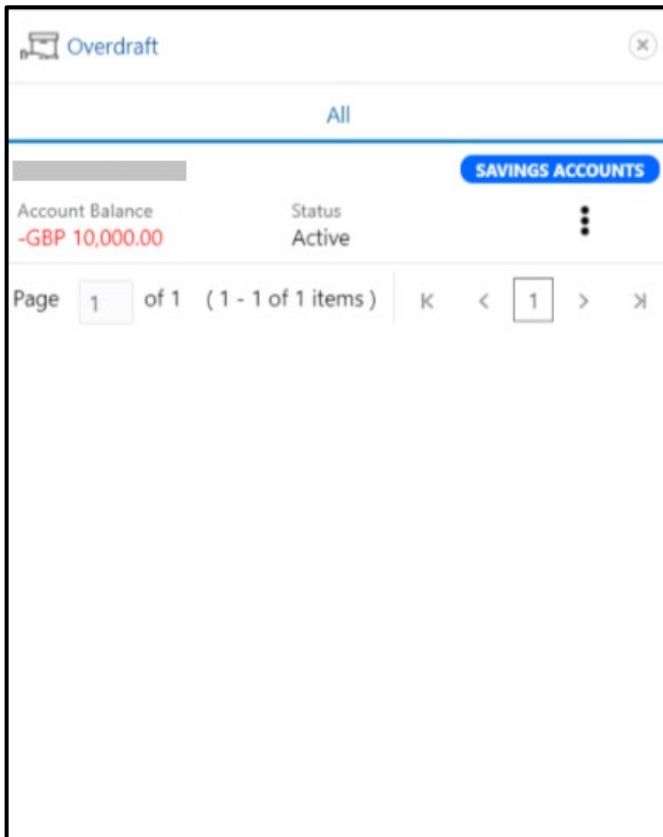 Overdraft
All
SAVINGS ACCOUNTS
Account Balance Status
-GBP 10,000.00 Active
Page 1 of 1 ( 1 - 1 of 1 items ) 1